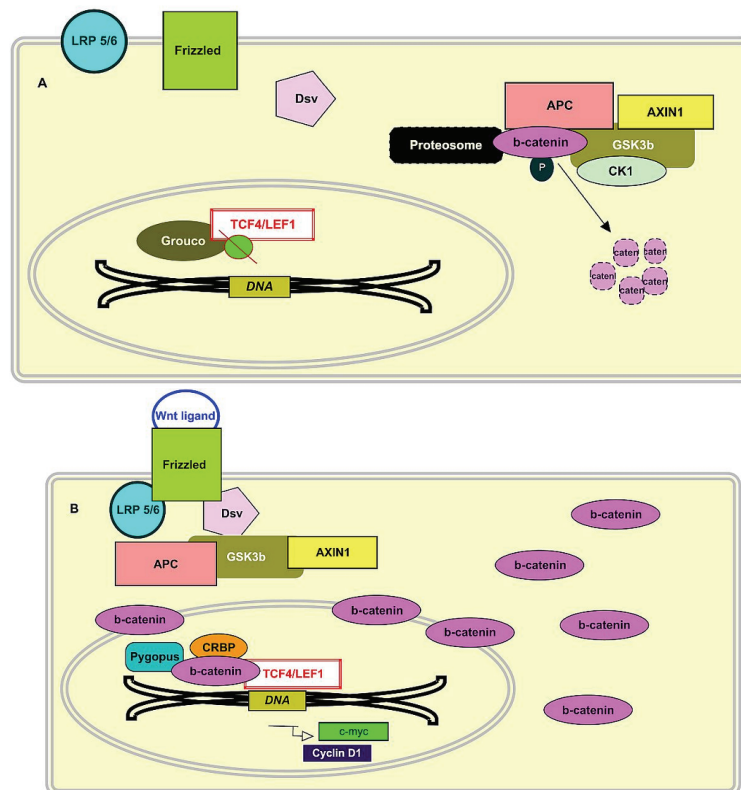 LRP 5/6
Frizzled
A
Dsv
APC
AXIN1
Proteosome
b-catenin
GSK3b
P
CK1
TCF4/LEF1
Grouco
caten
caten
catenl
caten
caten
DNA
Wnt ligand
Frizzled
B
LRP 5/6
Dsv
b-catenin
APC
GSK3b
AXIN1
b-catenin
b-catenin
b-catenin
b-catenin
b-catenin
Pygopus
CRBP
b-catenin
TCF4/LEF1
DNA
b-catenin
c-myc
Cyclin D1